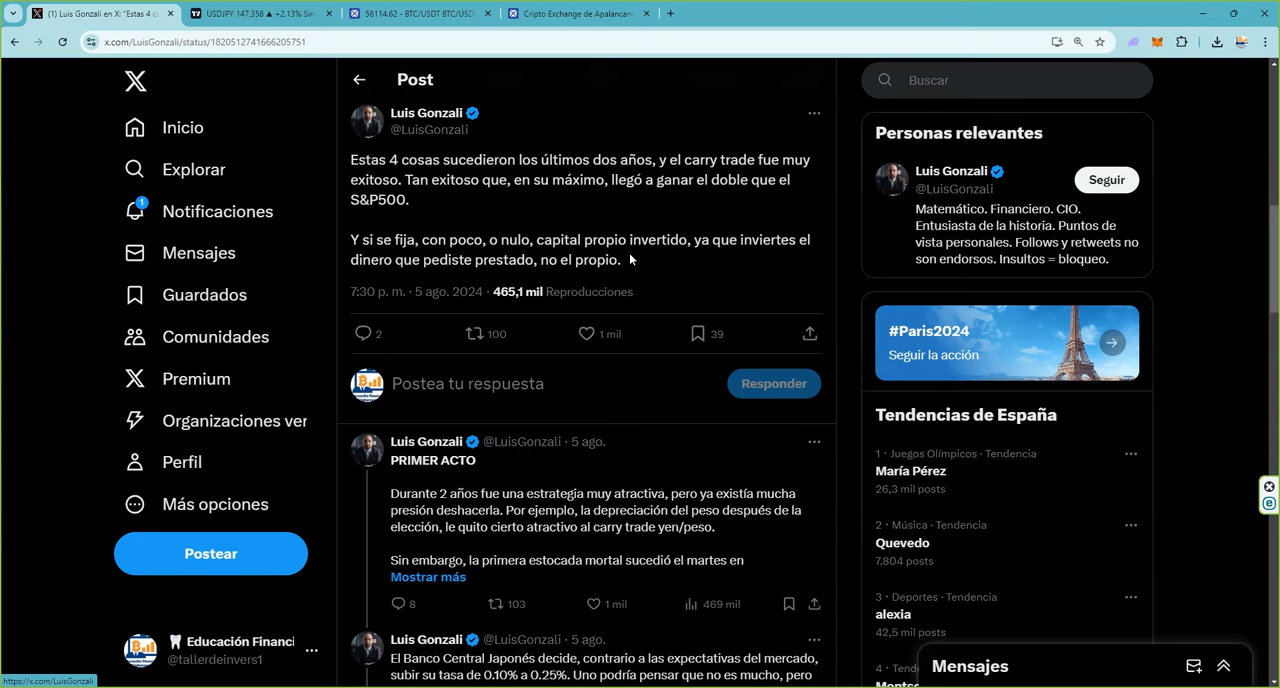 (1) Luis Gonzali en X: "Estas 4 c
USDJPY 147,358 ▲ +2.13% Sin
56114.62 - BTC/USDT BTC/USD
Cripto Exchange de Apalancam
x.com/LuisGonzali/status/1820512741666205751
Inicio
Explorar
1
Notificaciones
Mensajes
Guardados
Comunidades
Premium
Organizaciones ver
Perfil
Más opciones
Postear
Educación Financi
@tallerdeinvers1
https://x.com/LuisGonzali
Post
Luis Gonzali
@LuisGonzali
Estas 4 cosas sucedieron los últimos dos años, y el carry trade fue muy
exitoso. Tan exitoso que, en su máximo, llegó a ganar el doble que el
S&P500.
Y si se fija, con poco, o nulo, capital propio invertido, ya que inviertes el
dinero que pediste prestado, no el propio.
7:30 p. m. · 5 ago. 2024 · 465,1 mil Reproducciones
2 100 1 mil 39
Postea tu respuesta
Responder
Luis Gonzali @LuisGonzali · 5 ago.
PRIMER ACTO
Durante 2 años fue una estrategia muy atractiva, pero ya existía mucha
presión deshacerla. Por ejemplo, la depreciación del peso después de la
elección, le quito cierto atractivo al carry trade yen/peso.
Sin embargo, la primera estocada mortal sucedió el martes en
Mostrar más
8 103 1 mil 469 mil
Luis Gonzali @LuisGonzali · 5 ago.
El Banco Central Japonés decide, contrario a las expectativas del mercado,
subir su tasa de 0.10% a 0.25%. Uno podría pensar que no es mucho, pero
Buscar
Personas relevantes
Luis Gonzali
@LuisGonzali
Seguir
Matemático. Financiero. CIO.
Entusiasta de la historia. Puntos de
vista personales. Follows y retweets no
son endorsos. Insultos = bloqueo.
#Paris2024
Seguir la acción
Tendencias de España
1 · Juegos Olímpicos · Tendencia
María Pérez
26,3 mil posts
2 · Música · Tendencia
Quevedo
7.804 posts
3 · Deportes · Tendencia
alexia
42,5 mil posts
4 · Tend
Mensajes